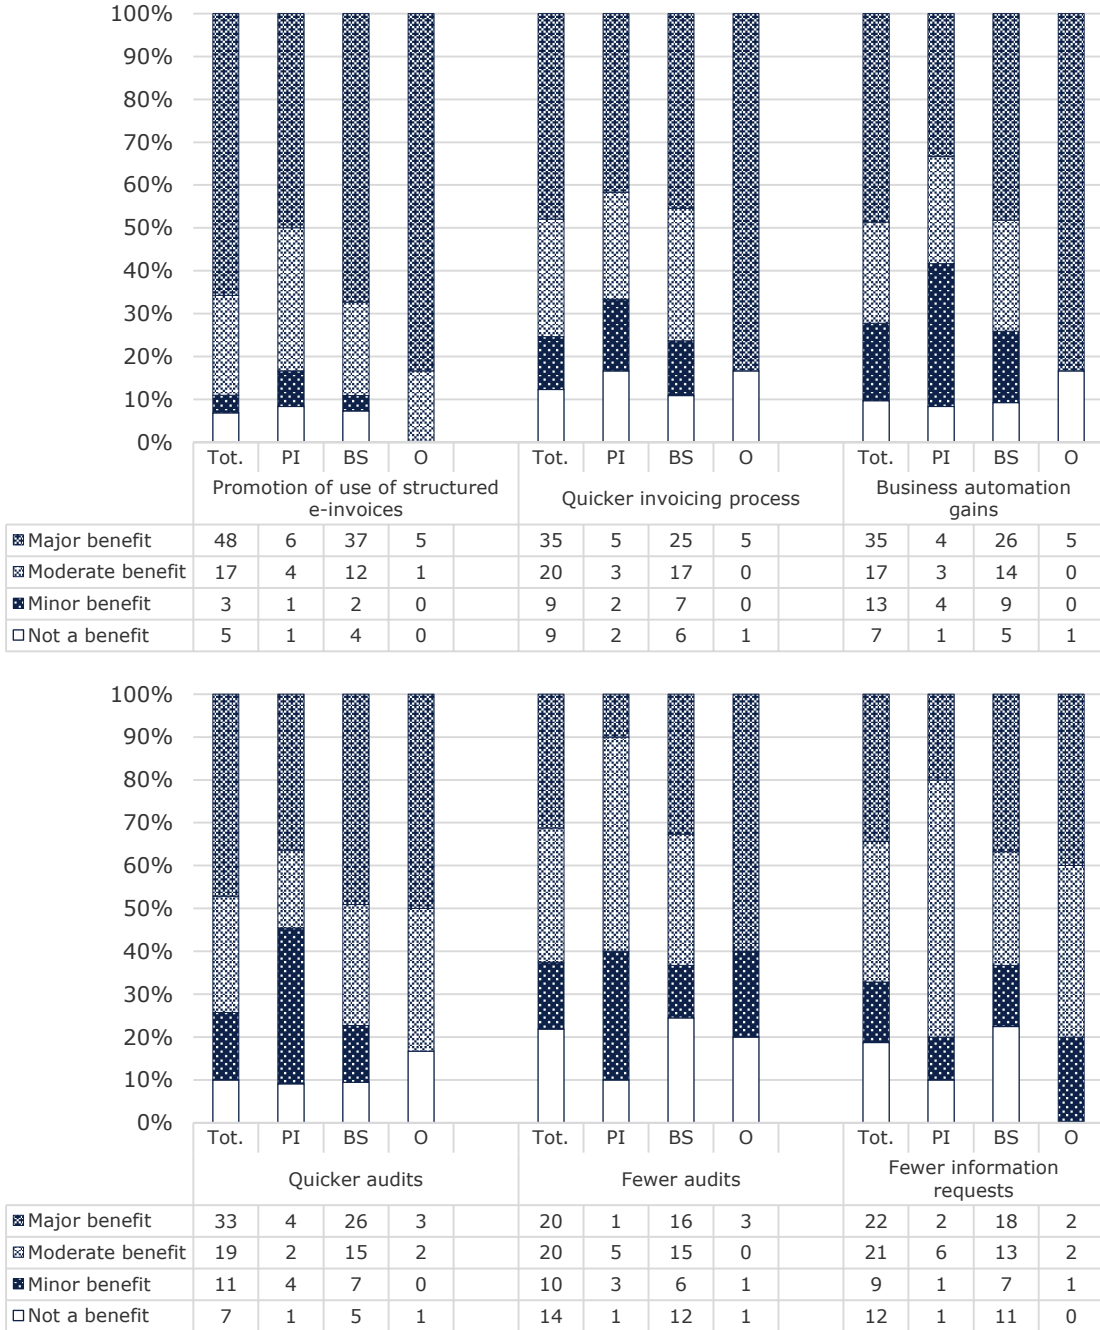 100%
90%
80%
70%
60%
50%
40%
30%
20%
10%
0%
Tot. PI BS O Tot. PI BS O Tot. PI BS O
Promotion of use of structured
e-invoices
Quicker invoicing process
Business automation
gains
Major benefit 48 6 37 5 35 5 25 5 35 4 26 5
Moderate benefit 17 4 12 1 20 3 17 0 17 3 14 0
Minor benefit 3 1 2 0 9 2 7 0 13 4 9 0
Not a benefit 5 1 4 0 9 2 6 1 7 1 5 1
100%
90%
80%
70%
60%
50%
40%
30%
20%
10%
0%
Tot. PI BS O Tot. PI BS O Tot. PI BS O
Quicker audits
Fewer audits
Fewer information
requests
Major benefit 33 4 26 3 20 1 16 3 22 2 18 2
Moderate benefit 19 2 15 2 20 5 15 0 21 6 13 2
Minor benefit 11 4 7 0 10 3 6 1 9 1 7 1
Not a benefit 7 1 5 1 14 1 12 1 12 1 11 0